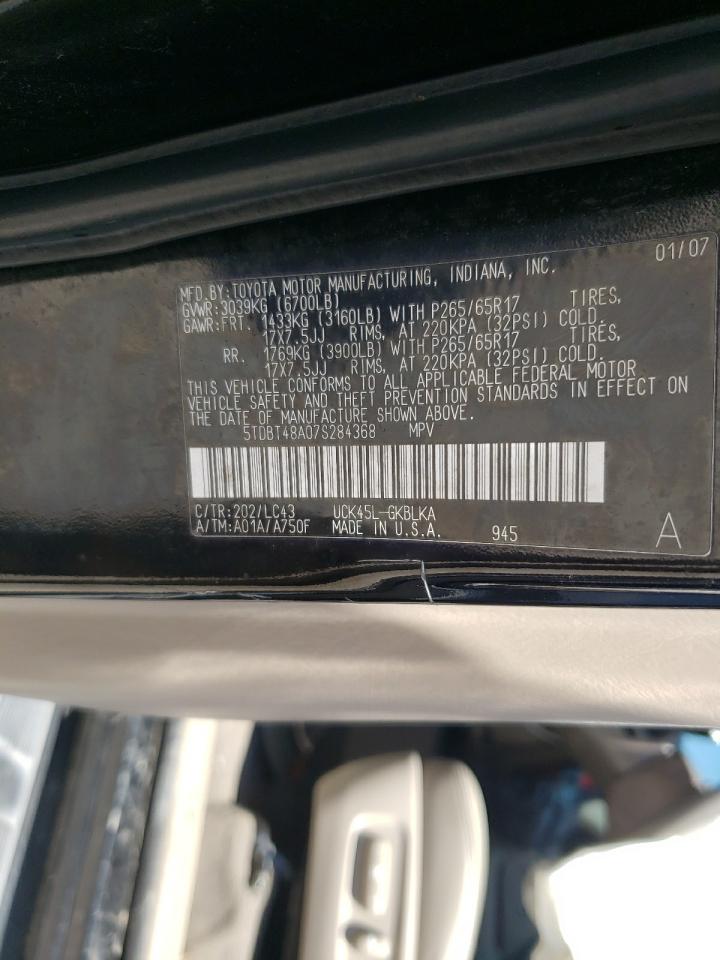 01/07
MFD.BY:TOYOTA MOTOR MANUFACTURING, INDIANA, INC.
GVWR:3039KG (6700LB)
GAWR:FRT. 1433KG (3160LB) WITH P265/65R17 TIRES,
17X7.5JJ RIMS, AT 220KPA (32PSI) COLD.
RR. 1769KG (3900LB) WITH P265/65R17 TIRES,
17X7.5JJ RIMS, AT 220KPA (32PSI) COLD.
THIS VEHICLE CONFORMS TO ALL APPLICABLE FEDERAL MOTOR
VEHICLE SAFETY AND THEFT PREVENTION STANDARDS IN EFFECT ON
THE DATE OF MANUFACTURE SHOWN ABOVE.
5TDBT48A07S284368 MPV
C/TR:202/LC43 UCK45L-GKBLKA
A/TM:A01A/A750F MADE IN U.S.A. 945 A